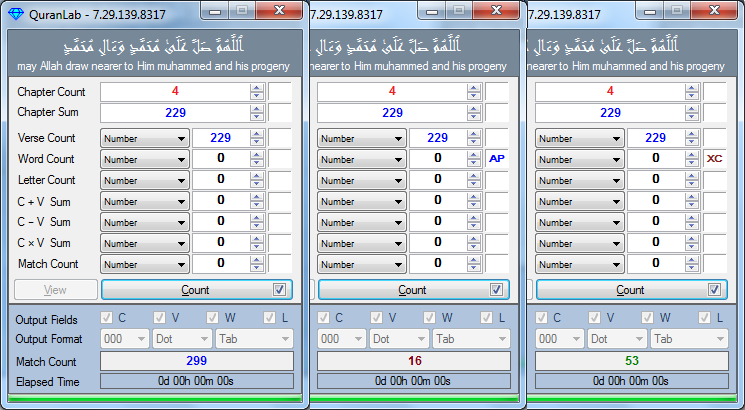 QuranLab - 7.29.139.8317
ٱللَّهُمَّ صَلِّ عَلَىٰ مُحَمَّدٍ وَءَالِ مُحَمَّدٍ
may Allah draw nearer to Him muhammed and his progeny
Chapter Count 4
Chapter Sum 229
Verse Count Number 229
Word Count Number 0
Letter Count Number 0
C + V Sum Number 0
C − V Sum Number 0
C × V Sum Number 0
Match Count Number 0
View Count
Output Fields C V W L
Output Format 000 Dot Tab
Match Count 299
Elapsed Time 0d 00h 00m 00s
- 7.29.139.8317
ٱللَّهُمَّ صَلِّ عَلَىٰ مُحَمَّدٍ وَءَالِ مُحَمَّدٍ
nearer to Him muhammed and his progeny
4
229
Number 229
Number 0 AP
Number 0
Number 0
Number 0
Number 0
Number 0
Count
C V W L
000 Dot Tab
16
0d 00h 00m 00s
- 7.29.139.8317
ٱللَّهُمَّ صَلِّ عَلَىٰ مُحَمَّدٍ وَءَالِ مُحَمَّدٍ
nearer to Him muhammed and his progeny
4
229
Number 229
Number 0 XC
Number 0
Number 0
Number 0
Number 0
Number 0
Count
C V W L
000 Dot Tab
53
0d 00h 00m 00s